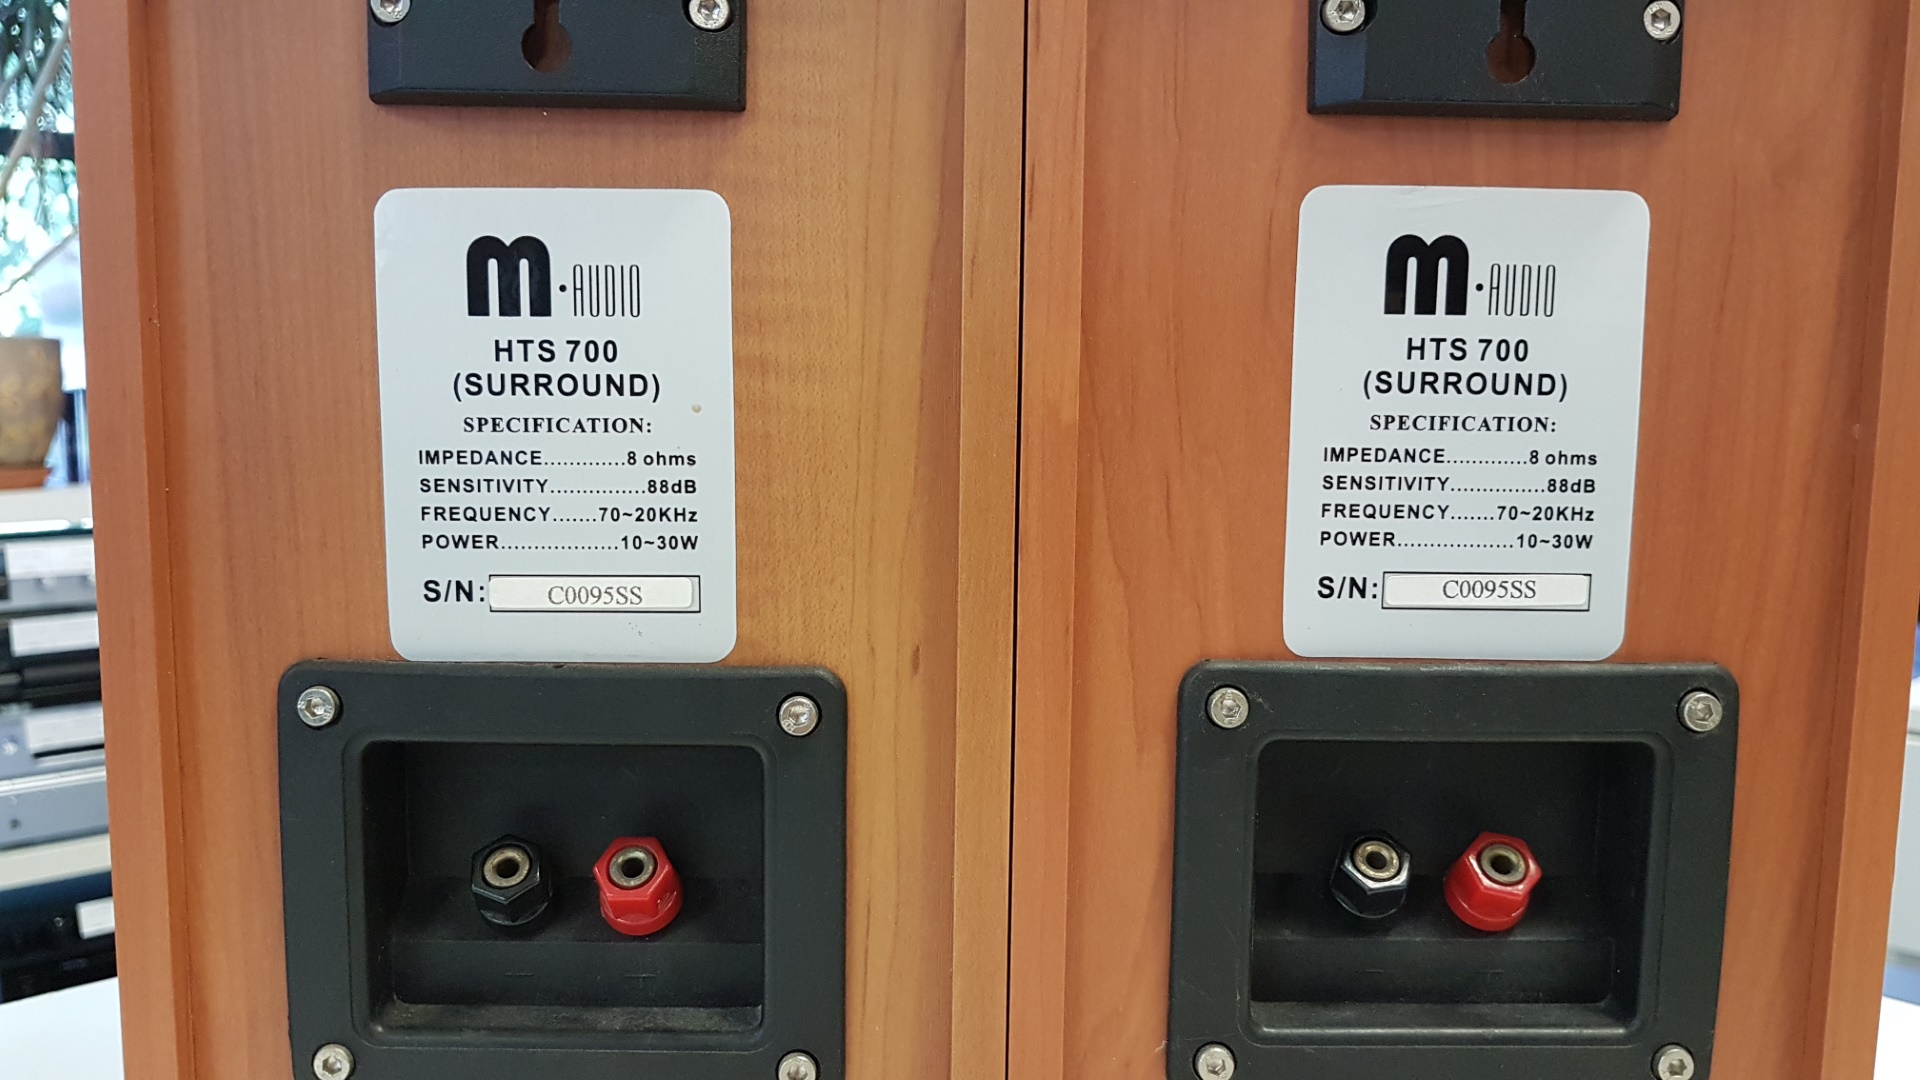 m·AUDIO
HTS 700
(SURROUND)
SPECIFICATION:
IMPEDANCE.............8 ohms
SENSITIVITY...............88dB
FREQUENCY.......70~20KHz
POWER..................10~30W
S/N: C0095SS
m·AUDIO
HTS 700
(SURROUND)
SPECIFICATION:
IMPEDANCE.............8 ohms
SENSITIVITY...............88dB
FREQUENCY.......70~20KHz
POWER..................10~30W
S/N: C0095SS
− +
− +